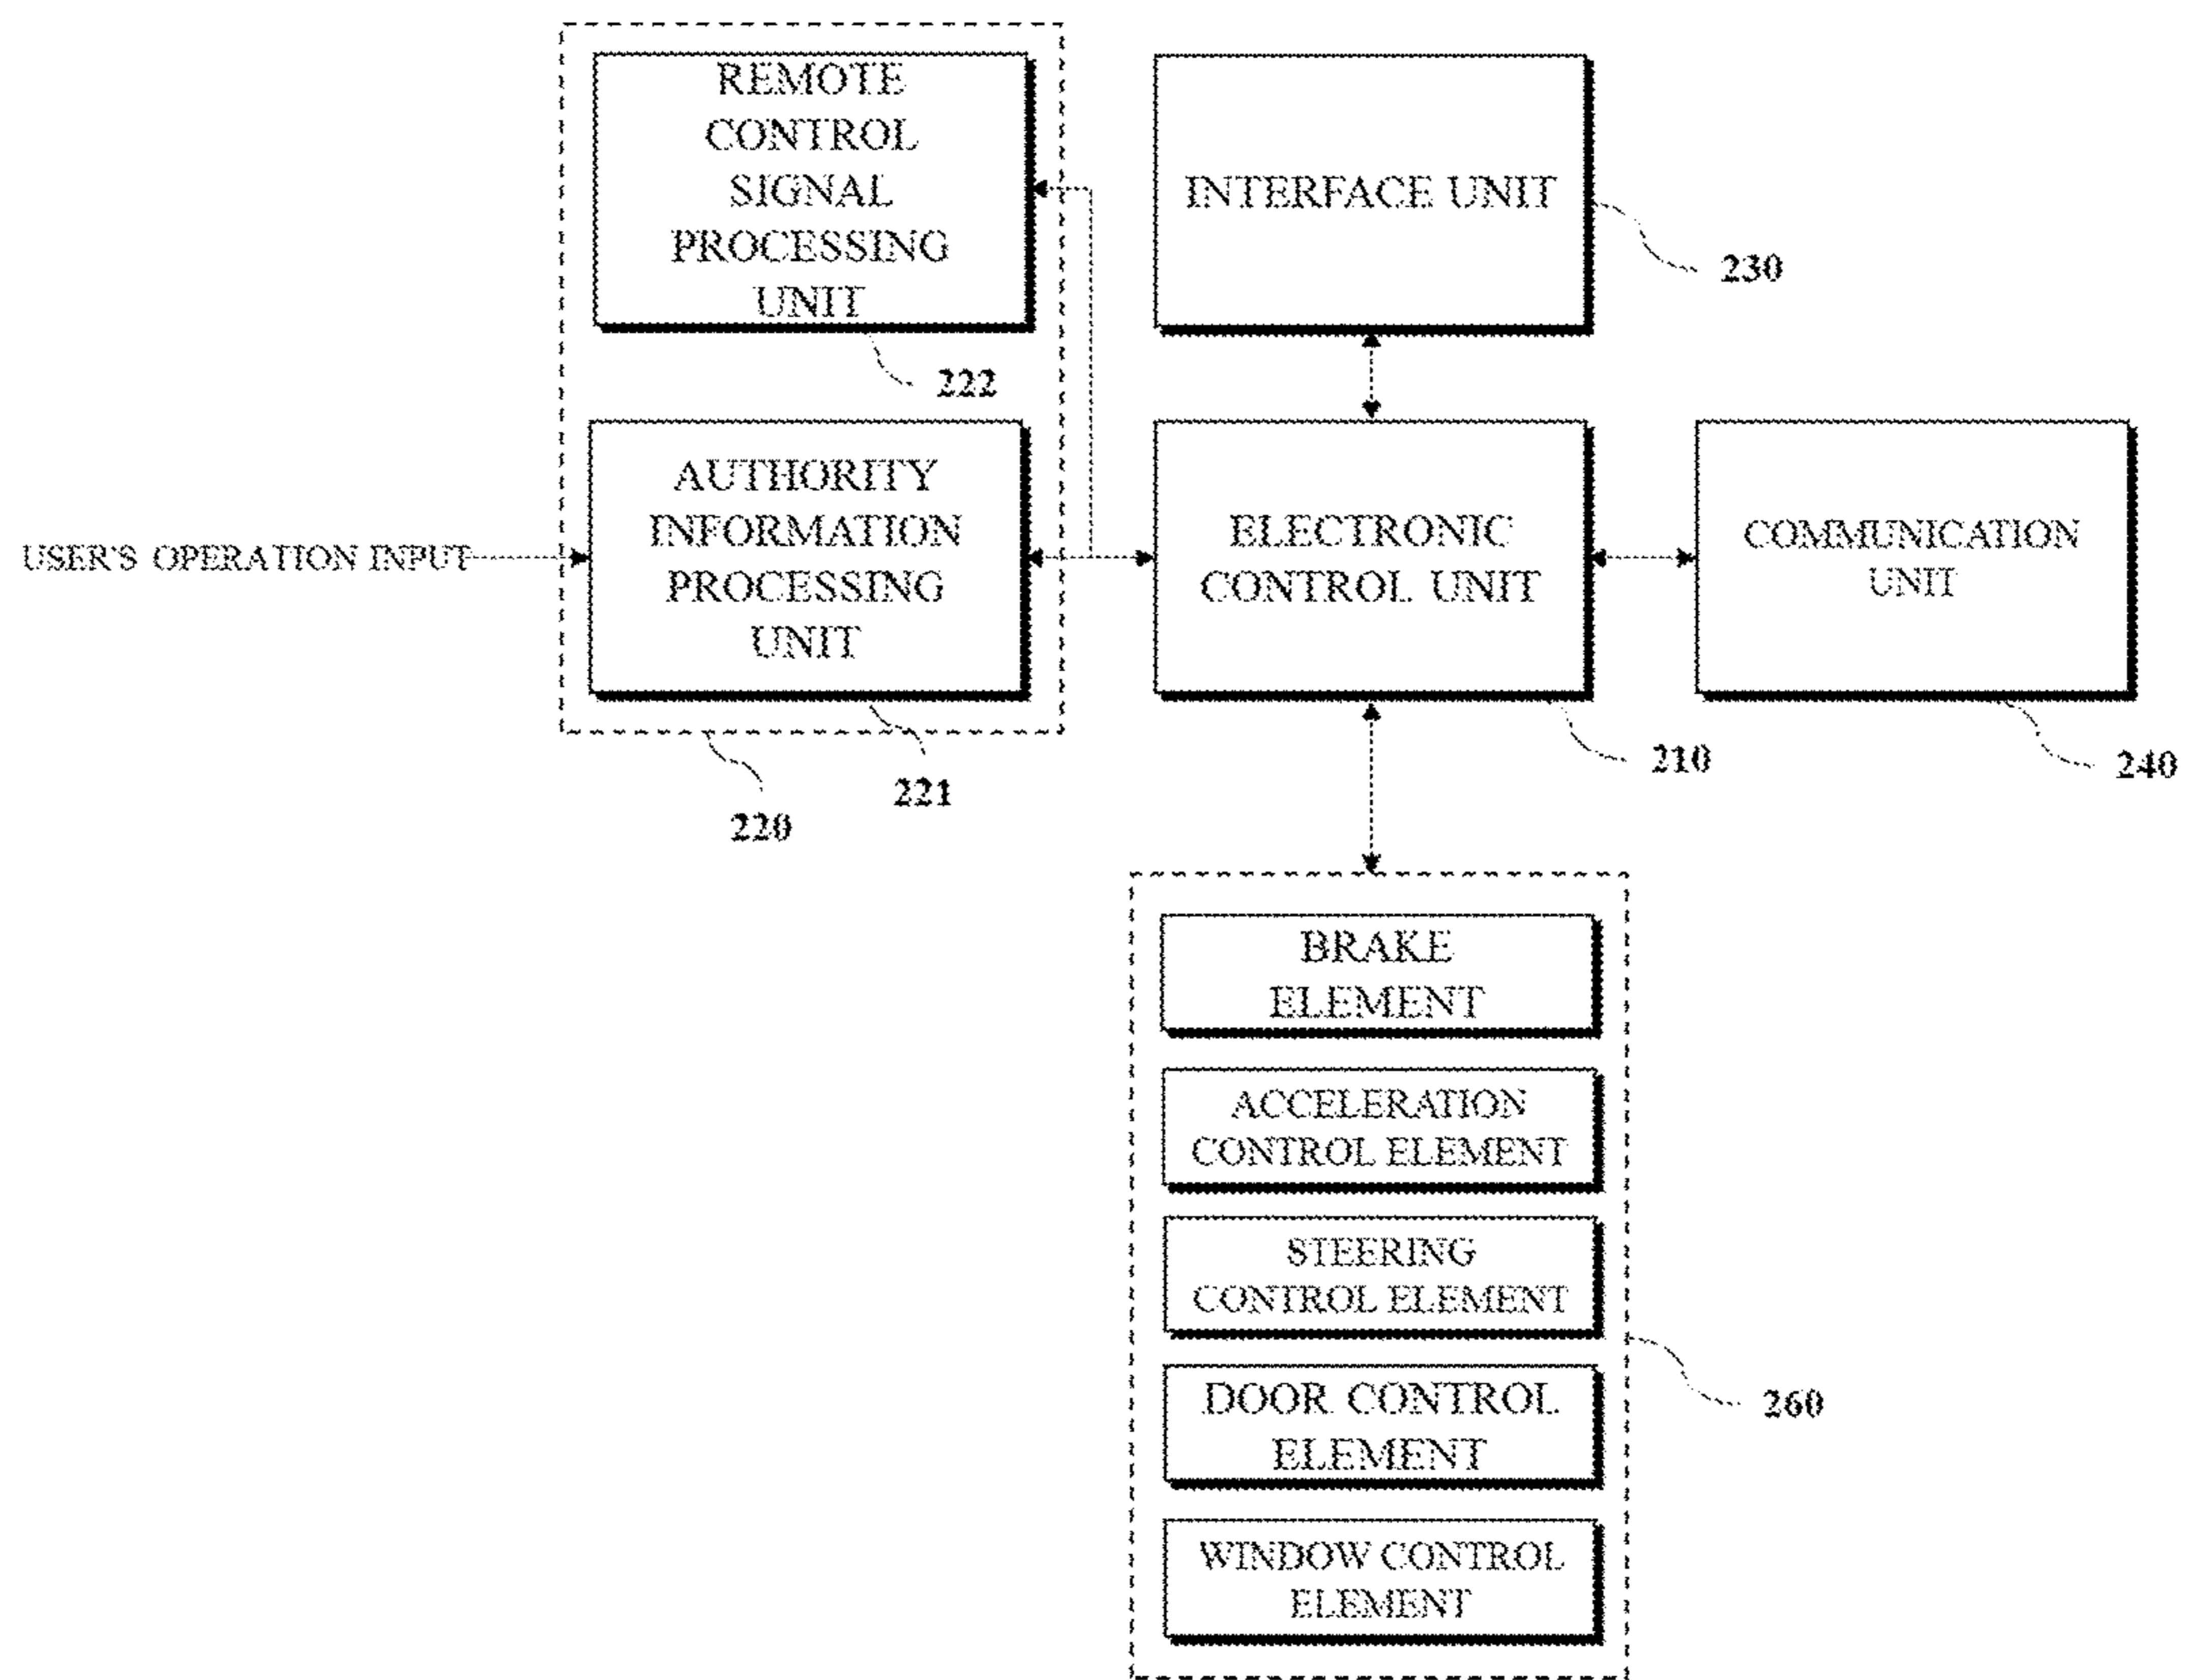 REMOTE
CONTROL
SIGNAL
PROCESSING
UNIT
222
INTERFACE UNIT
230
USER'S OPERATION INPUT
AUTHORITY
INFORMATION
PROCESSING
UNIT
221
220
ELECTRONIC
CONTROL UNIT
210
COMMUNICATION
UNIT
240
BRAKE
ELEMENT
ACCELERATION
CONTROL ELEMENT
STEERING
CONTROL ELEMENT
DOOR CONTROL
ELEMENT
WINDOW CONTROL
ELEMENT
260